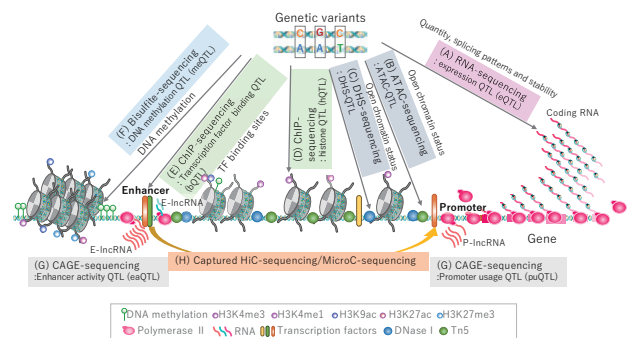 Genetic variants
C G C
A A T
Quantity, splicing patterns and stability
(A) RNA-sequencing
: expression QTL (eQTL)
Coding RNA
Open chromatin status
(B) ATAC-sequencing
:ATAC-QTL
Open chromatin status
(C) DHS-sequencing
: DHS-QTL
(D) ChIP-
sequencing
: histone QTL (hQTL)
(E) ChIP-sequencing
: Transcription factor binding QTL
(bQTL)
TF binding sites
(F) Bisulfite-sequencing
: DNA methylation QTL (meQTL)
DNA methylation
Enhancer
E-lncRNA
E-lncRNA
Promoter
P-lncRNA
Gene
(G) CAGE-sequencing
:Enhancer activity QTL (eaQTL)
(H) Captured HiC-sequencing/MicroC-sequencing
(G) CAGE-sequencing
:Promoter usage QTL (puQTL)
DNA methylation H3K4me3 H3K4me1 H3K9ac H3K27ac H3K27me3
Polymerase II RNA Transcription factors DNase I Tn5